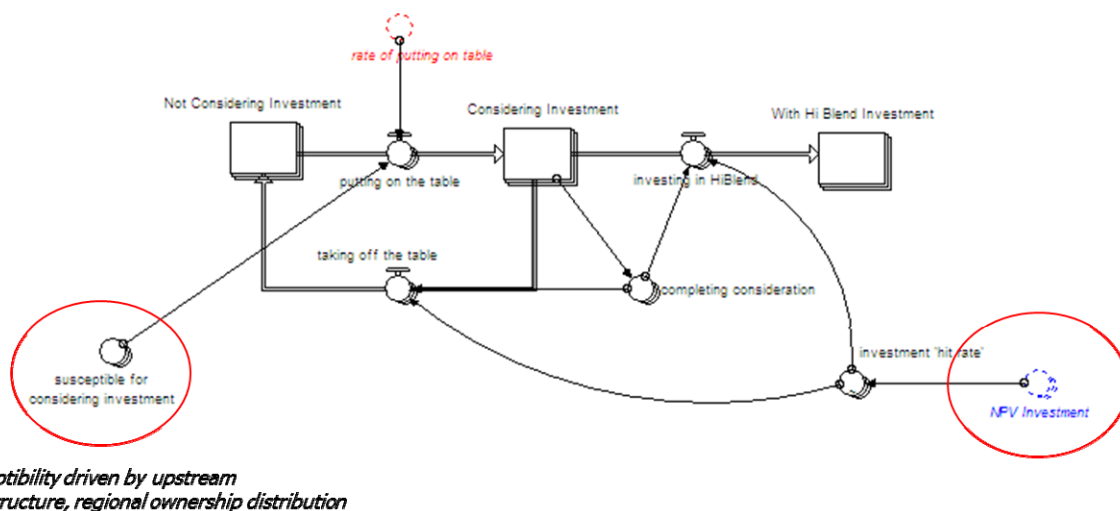 rate of putting on table
Not Considering Investment
Considering Investment
With Hi Blend Investment
putting on the table
investing in HiBlend
taking off the table
completing consideration
investment 'hit rate'
susceptible for
considering investment
NPV Investment
ptibility driven by upstream
tructure, regional ownership distribution